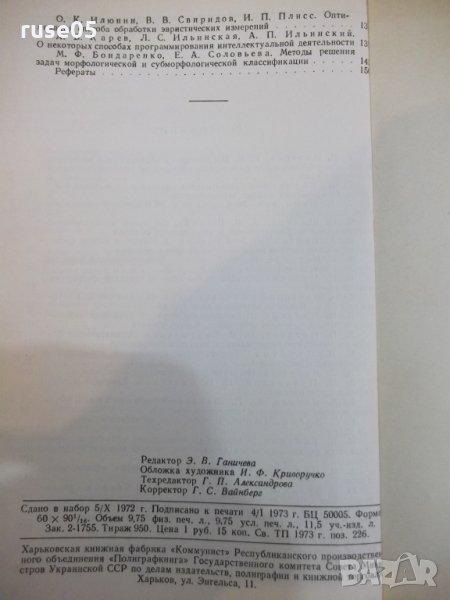 ruse05
В. В. Свиридов, И. П. Плисс. Опти-
обработки эвристических измерений
Л. С. Ильинская, А. П. Ильинский.
О некоторых способах программирования интеллектуальной деятельности
М. Ф. Бондаренко, Е. А. Соловьева. Методы решения
задач морфологической и субморфологической классификации
Рефераты
Редактор Э. В. Ганичева
Обложка художника И. Ф. Криворучко
Техредактор Г. П. Александрова
Корректор Г. С. Вайнберг
Сдано в набор 5/X 1972 г. Подписано к печати 4/1 1973 г. БЦ 50005. Форма
60 × 90¹/₁₆. Объем 9,75 физ. печ. л., 9,75 усл. печ. л., 11,5 уч.-изд. л.
Зак. 2-1755. Тираж 950. Цена 1 руб. 15 коп. Св. ТП 1973 г. поз. 226.
Харьковская книжная фабрика «Коммунист» Республиканского производствен-
ного объединения «Полиграфкнига» Государственного комитета Совета
стров Украинской ССР по делам издательств, полиграфии и книжной
Харьков, ул. Энгельса, 11.
bazar.bg